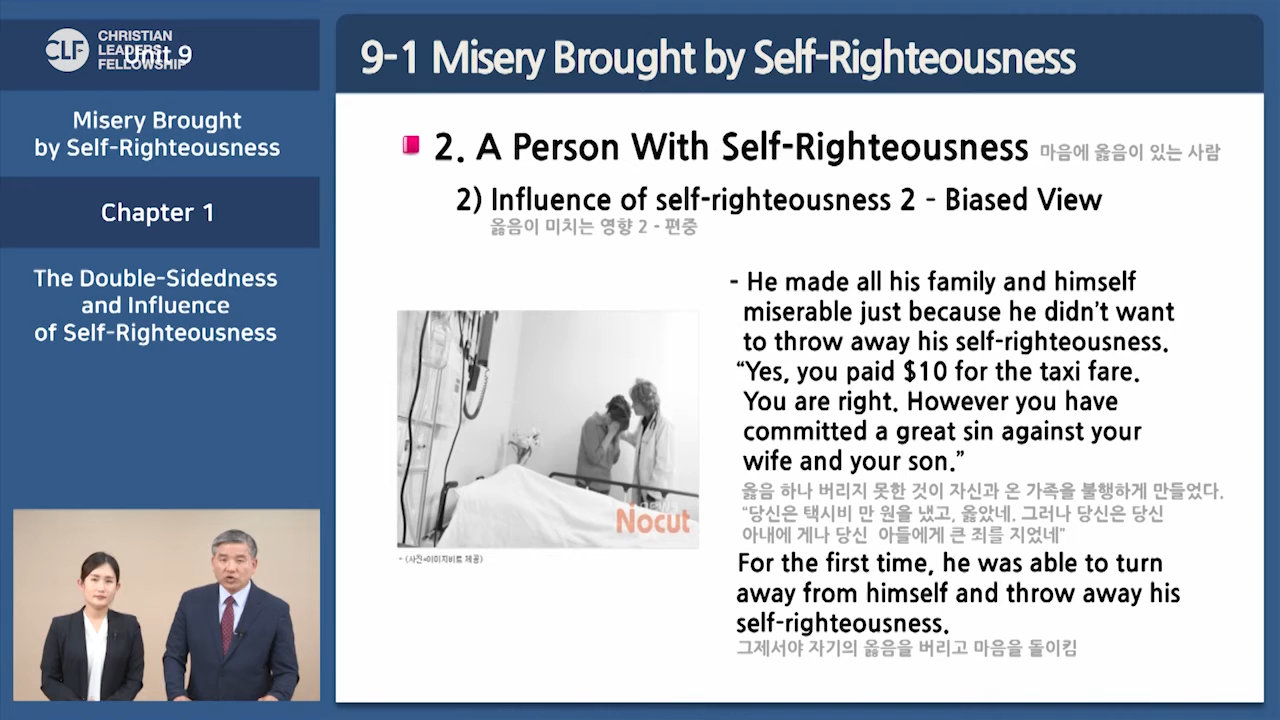 CLF
CHRISTIAN
LEADERS
FELLOWSHIP
Unit 9
Misery Brought
by Self-Righteousness
Chapter 1
The Double-Sidedness
and Influence
of Self-Righteousness
9-1 Misery Brought by Self-Righteousness
2. A Person With Self-Righteousness 마음에 옳음이 있는 사람
2) Influence of self-righteousness 2 - Biased View
옳음이 미치는 영향 2 - 편중
- He made all his family and himself
miserable just because he didn't want
to throw away his self-righteousness.
“Yes, you paid $10 for the taxi fare.
You are right. However you have
committed a great sin against your
wife and your son.”
옳음 하나 버리지 못한 것이 자신과 온 가족을 불행하게 만들었다.
“당신은 택시비 만 원을 냈고, 옳았네. 그러나 당신은 당신
아내에 게나 당신 아들에게 큰 죄를 지었네”
For the first time, he was able to turn
away from himself and throw away his
self-righteousness.
그제서야 자기의 옳음을 버리고 마음을 돌이킴
Nocut
- (사진=이미지비트 제공)